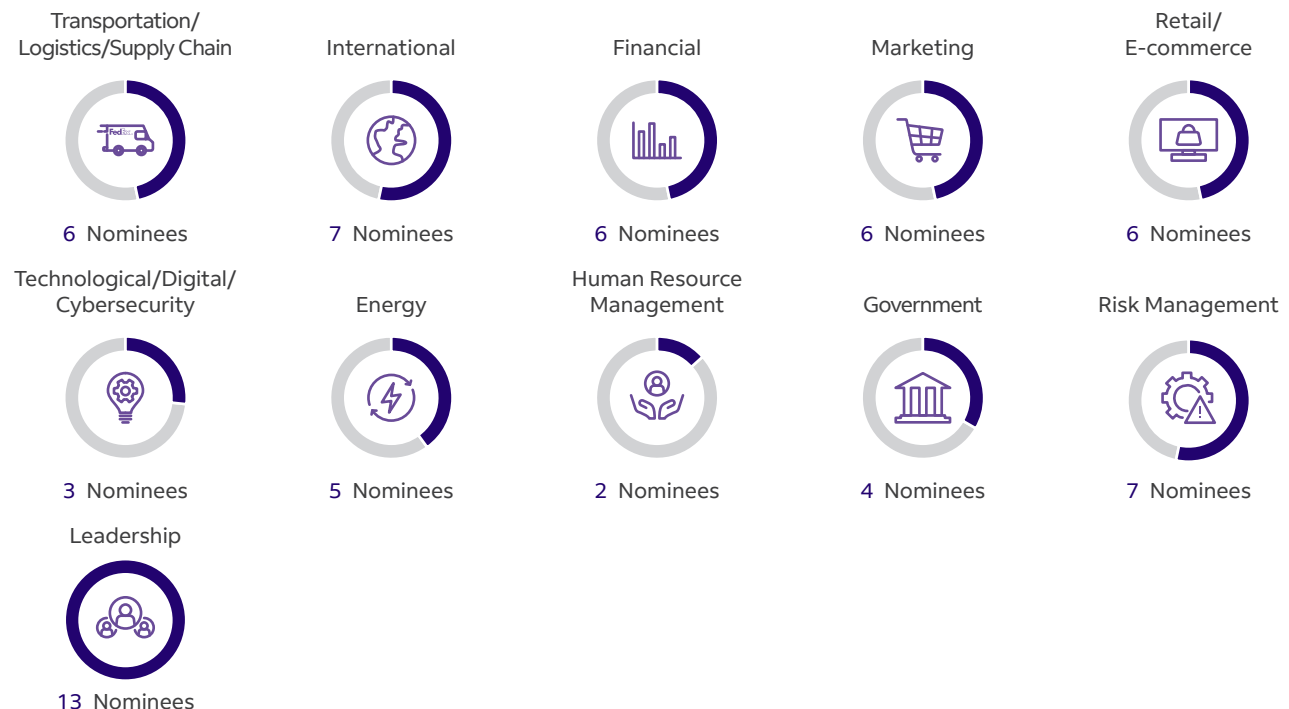 Transportation/
Logistics/Supply Chain
International
Financial
Marketing
Retail/
E-commerce
6 Nominees
7 Nominees
6 Nominees
6 Nominees
6 Nominees
Technological/Digital/
Cybersecurity
Energy
Human Resource
Management
Government
Risk Management
3 Nominees
5 Nominees
2 Nominees
4 Nominees
7 Nominees
Leadership
13 Nominees